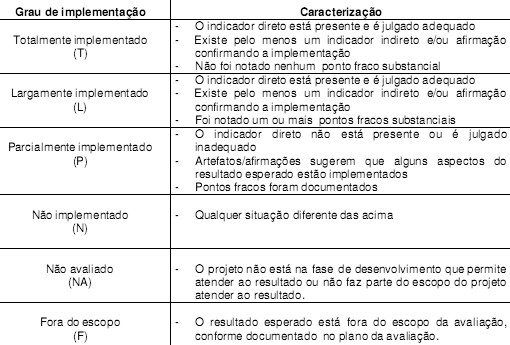 Grau de implementação Caracterização
Totalmente implementado
(T)
- O indicador direto está presente e é julgado adequado
- Existe pelo menos um indicador indireto e/ou afirmação
confirmando a implementação
- Não foi notado nenhum ponto fraco substancial
Largamente implementado
(L)
- O indicador direto está presente e é julgado adequado
- Existe pelo menos um indicador indireto e/ou afirmação
confirmando a implementação
- Foi notado um ou mais pontos fracos substanciais
Parcialmente implementado
(P)
- O indicador direto não está presente ou é julgado
inadequado
- Artefatos/afirmações sugerem que alguns aspectos do
resultado esperado estão implementados
- Pontos fracos foram documentados
Não implementado
(N)
- Qualquer situação diferente das acima
Não avaliado
(NA)
- O projeto não está na fase de desenvolvimento que permite
atender ao resultado ou não faz parte do escopo do projeto
atender ao resultado.
Fora do escopo
(F)
- O resultado esperado está fora do escopo da avaliação,
conforme documentado no plano da avaliação.